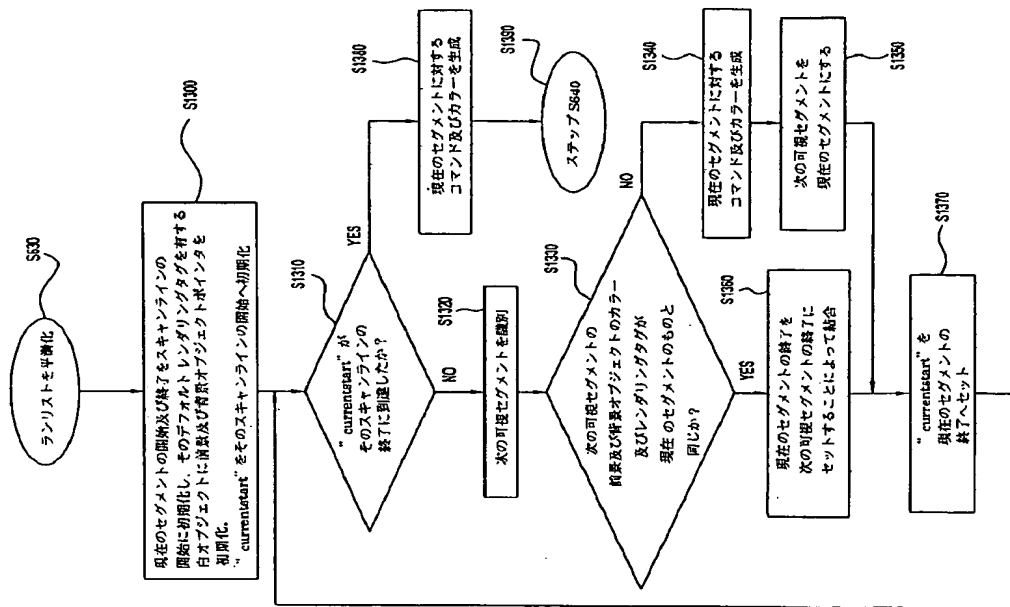 S630
ランリストを平衡化
S1300
現在のセグメントの開始及び終了をスキャンラインの
開始に初期化し、そのデフォルトレンダリングタグを有する
白オブジェクトに前景及び背景オブジェクトポインタを
初期化.
"currentstart"をそのスキャンラインの開始へ初期化
S1310
"currentstart"が
そのスキャンラインの
終了に到達したか?
YES
NO
S1380
現在のセグメントに対する
コマンド及びカラーを生成
S1390
ステップS640
S1320
次の可視セグメントを識別
S1330
次の可視セグメントの
前景及び背景オブジェクトのカラー
及びレンダリングタグが
現在のセグメントのものと
同じか?
NO
YES
S1340
現在のセグメントに対する
コマンド及びカラーを生成
S1350
次の可視セグメントを
現在のセグメントにする
S1360
現在のセグメントの終了を
次の可視セグメントの終了に
セットすることによって結合
S1370
"currentstart"を
現在のセグメントの
終了へセット